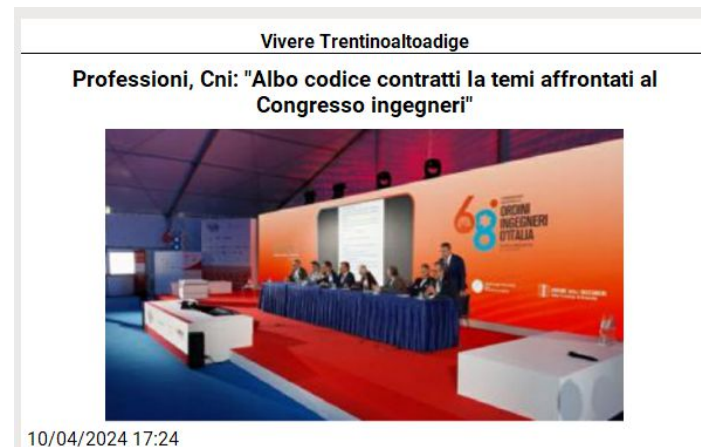 Vivere Trentinoaltoadige
Professioni, Cni: "Albo codice contratti Ia temi affrontati al
Congresso ingegneri"
68°
ORDINI
INGEGNERI
D'ITALIA
10/04/2024 17:24